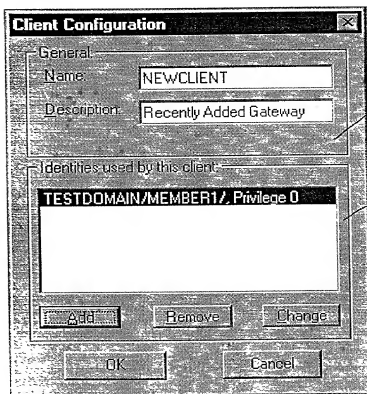 Client Configuration
General:
Name: NEWCLIENT
Description: Recently Added Gateway
Identities used by this client:
TESTDOMAIN/MEMBER1/, Privilege 0
Add Remove Change
OK Cancel